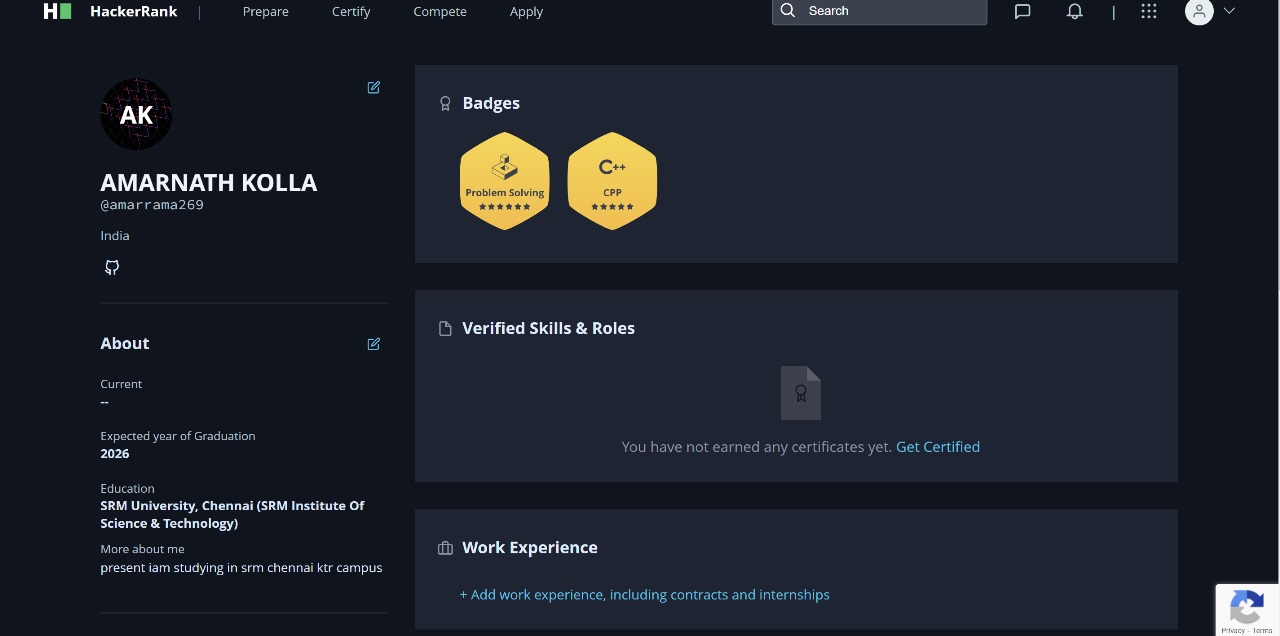 H HackerRank | Prepare Certify Compete Apply Search |
AK
AMARNATH KOLLA
@amarrama269
India
About
Current
--
Expected year of Graduation
2026
Education
SRM University, Chennai (SRM Institute Of
Science & Technology)
More about me
present iam studying in srm chennai ktr campus
Badges
Problem Solving
C++
CPP
Verified Skills & Roles
You have not earned any certificates yet. Get Certified
Work Experience
+ Add work experience, including contracts and internships
Privacy - Terms